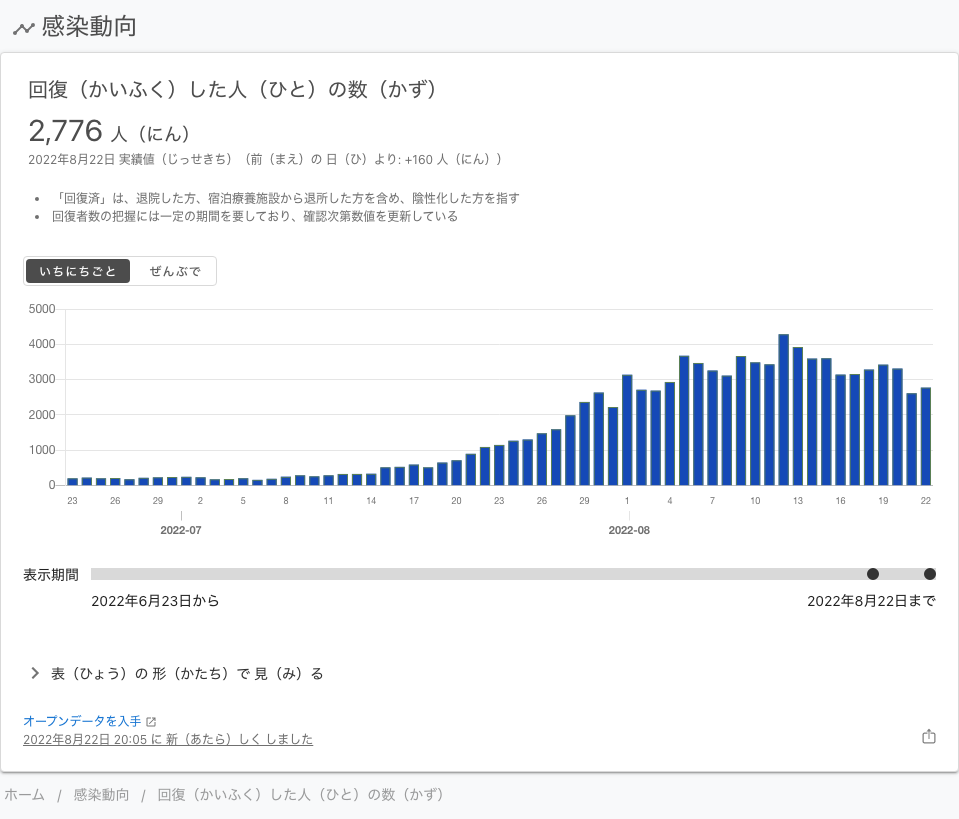 感染動向
回復（かいふく）した人（ひと）の数（かず）
2,776 人（にん）
2022年8月22日 実績値（じっせきち）（前（まえ）の 日（ひ）より: +160 人（にん））
「回復済」は、退院した方、宿泊療養施設から退所した方を含め、陰性化した方を指す
回復者数の把握には一定の期間を要しており、確認次第数値を更新している
いちにちごと ぜんぶで
5000
4000
3000
2000
1000
0
23 26 29 2 5 8 11 14 17 20 23 26 29 1 4 7 10 13 16 19 22
2022-07 2022-08
表示期間
2022年6月23日から 2022年8月22日まで
表（ひょう）の 形（かたち）で 見（み）る
オープンデータを入手
2022年8月22日 20:05 に 新（あたら）しく しました
ホーム / 感染動向 / 回復（かいふく）した人（ひと）の数（かず）